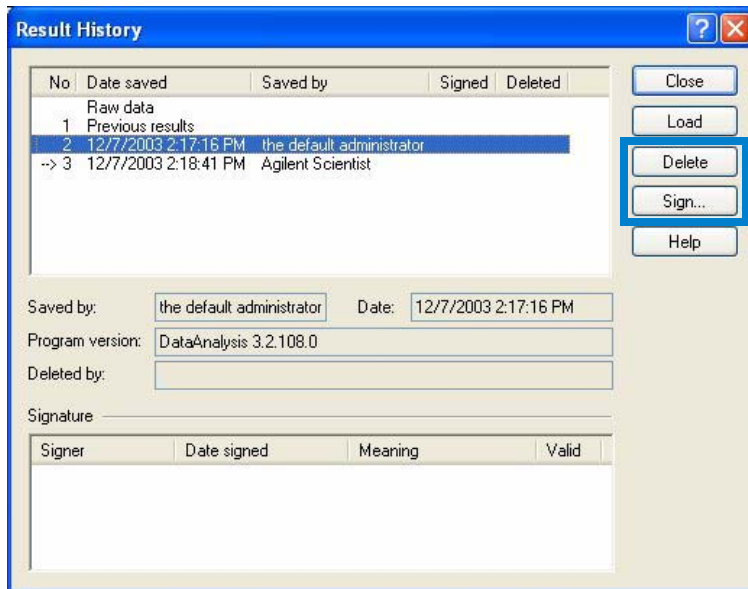 Result History
No Date saved Saved by Signed Deleted
Raw data
1 Previous results
2 12/7/2003 2:17:16 PM the default administrator
--> 3 12/7/2003 2:18:41 PM Agilent Scientist
Close
Load
Delete
Sign...
Help
Saved by: the default administrator Date: 12/7/2003 2:17:16 PM
Program version: DataAnalysis 3.2.108.0
Deleted by:
Signature
Signer Date signed Meaning Valid